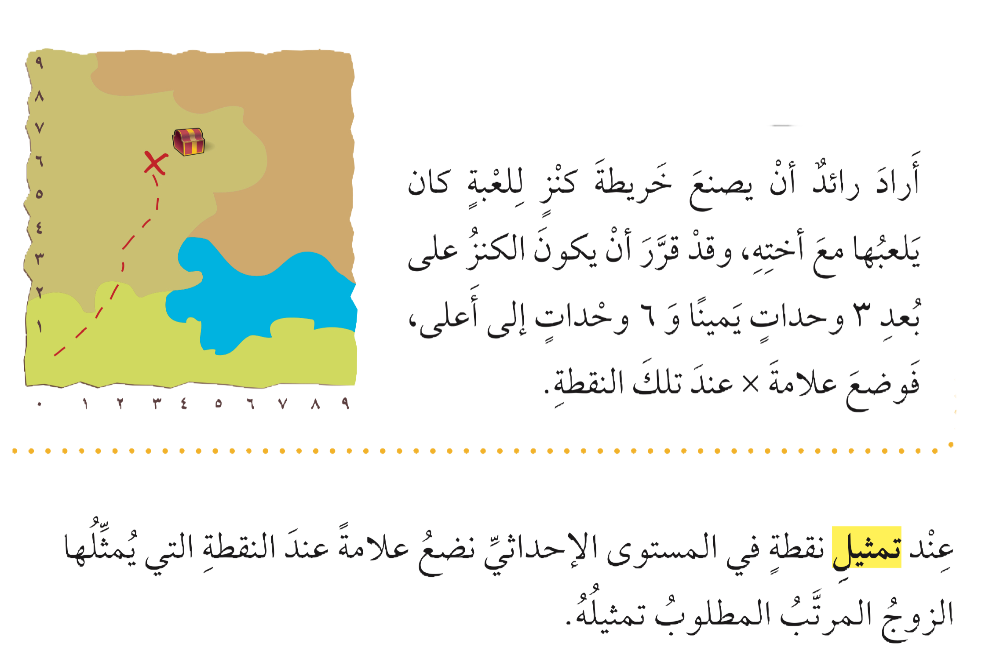 ٩
٨
٧
٦
٥
٤
٣
٢
١
٠ ١ ٢ ٣ ٤ ٥ ٦ ٧ ٨ ٩
أَرادَ رائدٌ أنْ يصنعَ خَريطةَ كنْزٍ لِلعْبةٍ كان
يَلعبُها معَ أختِهِ، وقدْ قرَّرَ أنْ يكونَ الكنزُ على
بُعدِ ٣ وحداتٍ يَمينًا وَ ٦ وحْداتٍ إلى أَعلى،
فَوضعَ علامةَ × عندَ تلكَ النقطةِ.
عِنْد تمثيلِ نقطةٍ في المستوى الإحداثيِّ نضعُ علامةً عندَ النقطةِ التي يُمثِّلُها
الزوجُ المرتَّبُ المطلوبُ تمثيلُهُ.